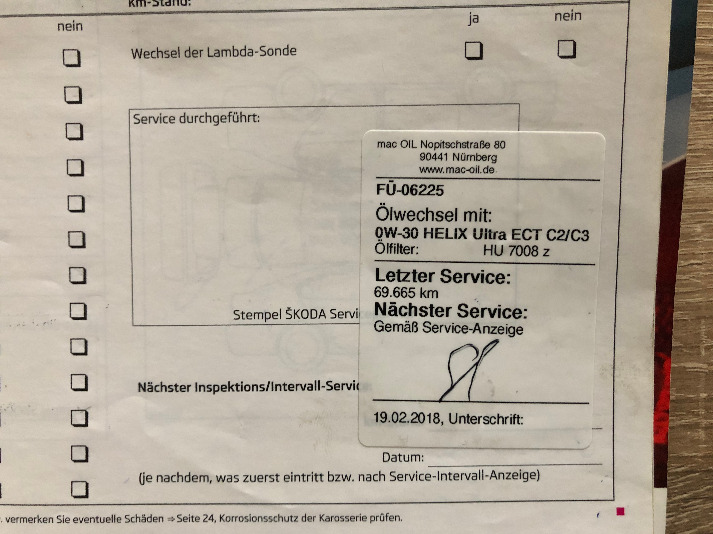 km-Stand:
nein
ja
nein
Wechsel der Lambda-Sonde
Service durchgeführt:
mac OIL Nopitschstraße 80
90441 Nürnberg
www.mac-oil.de
FÜ-06225
Ölwechsel mit:
0W-30 HELIX Ultra ECT C2/C3
Ölfilter: HU 7008 z
Letzter Service:
69.665 km
Nächster Service:
Gemäß Service-Anzeige
19.02.2018, Unterschrift:
Stempel ŠKODA Servi
Nächster Inspektions/Intervall-Servic
Datum:
(je nachdem, was zuerst eintritt bzw. nach Service-Intervall-Anzeige)
. vermerken Sie eventuelle Schäden ⇒ Seite 24, Korrosionsschutz der Karosserie prüfen.